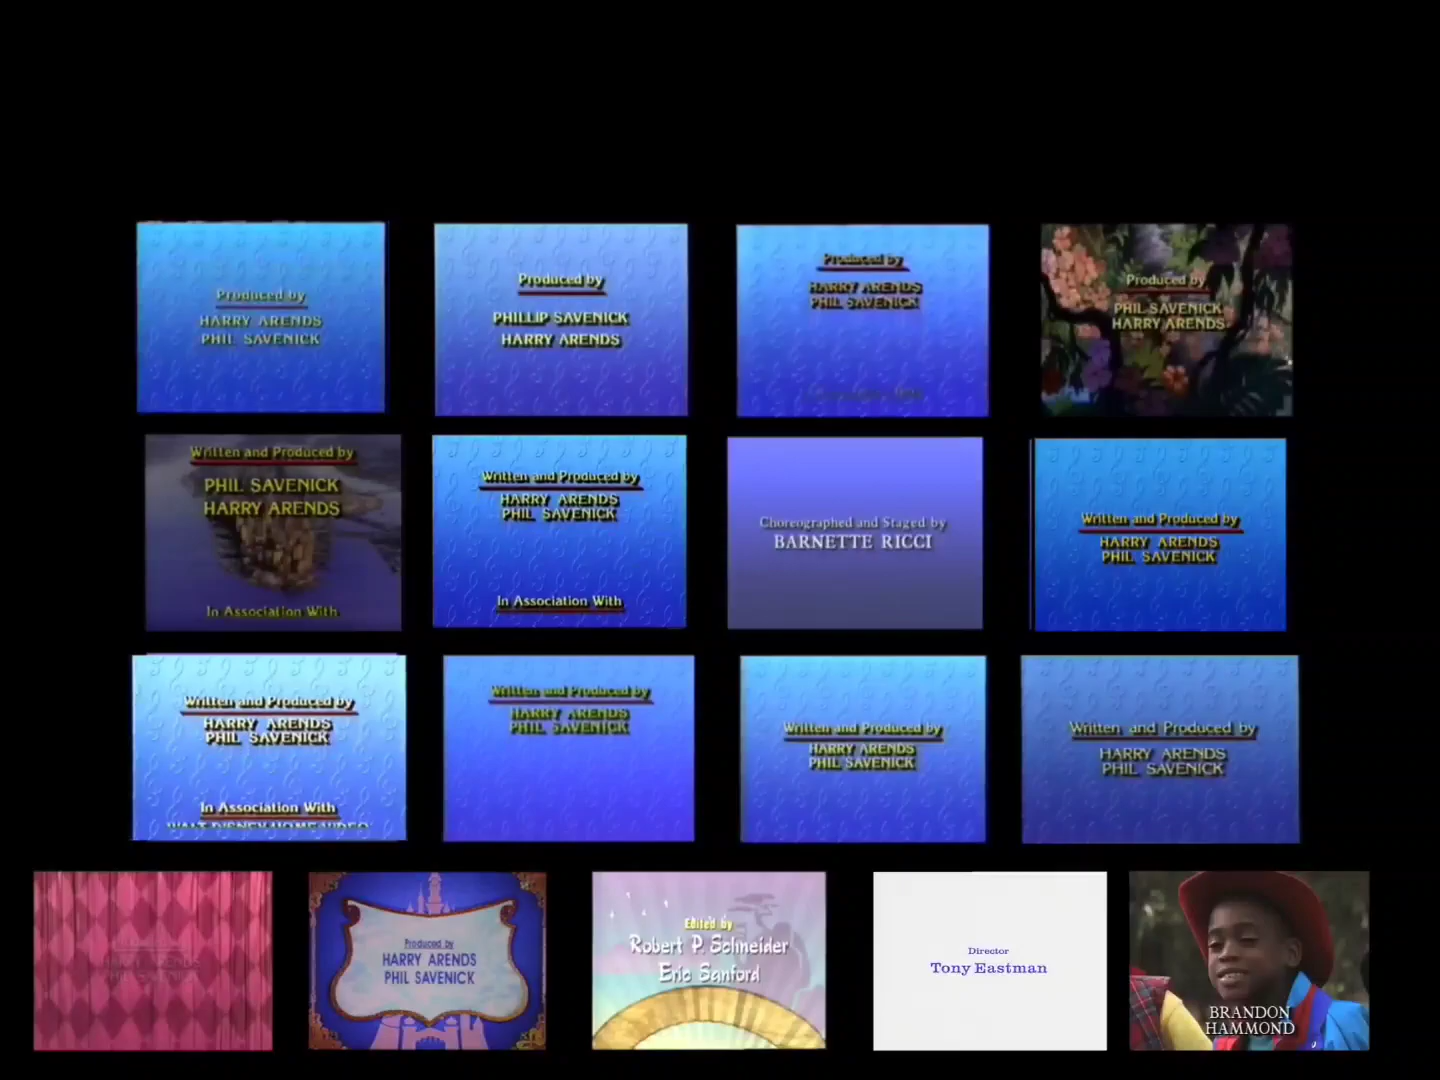 Produced by
HARRY ARENDS
PHIL SAVENICK
Produced by
PHILLIP SAVENICK
HARRY ARENDS
Produced by
HARRY ARENDS
PHIL SAVENICK
Produced by
PHIL SAVENICK
HARRY ARENDS
Written and Produced by
PHIL SAVENICK
HARRY ARENDS
In Association With
Written and Produced by
HARRY ARENDS
PHIL SAVENICK
In Association With
Choreographed and Staged by
BARNETTE RICCI
Written and Produced by
HARRY ARENDS
PHIL SAVENICK
Written and Produced by
HARRY ARENDS
PHIL SAVENICK
In Association With
WALT DISNEY HOME VIDEO
Written and Produced by
HARRY ARENDS
PHIL SAVENICK
Written and Produced by
HARRY ARENDS
PHIL SAVENICK
Written and Produced by
HARRY ARENDS
PHIL SAVENICK
Produced by
HARRY ARENDS
PHIL SAVENICK
Edited by
Robert P. Schneider
Eric Sanford
Director
Tony Eastman
BRANDON
HAMMOND